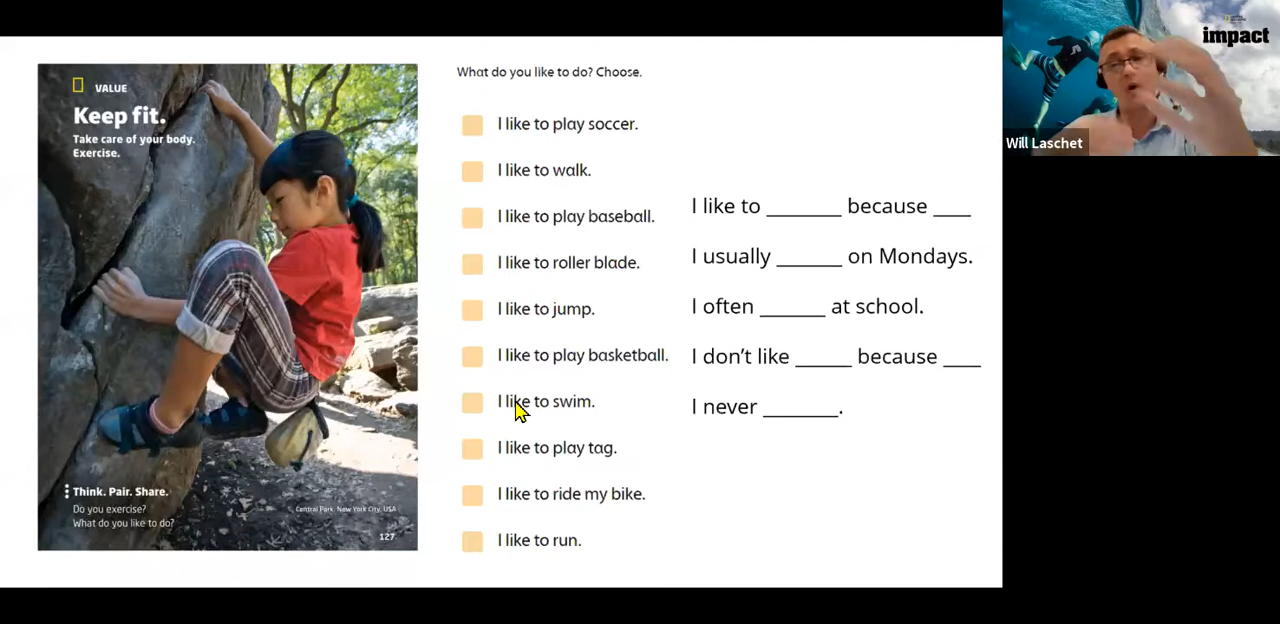 VALUE
Keep fit.
Take care of your body.
Exercise.
Think. Pair. Share.
Do you exercise?
What do you like to do?
Central Park, New York City, USA
127
What do you like to do? Choose.
I like to play soccer.
I like to walk.
I like to play baseball.
I like to roller blade.
I like to jump.
I like to play basketball.
I like to swim.
I like to play tag.
I like to ride my bike.
I like to run.
I like to ________ because ____
I usually _______ on Mondays.
I often _______ at school.
I don’t like ______ because ____
I never ________.
impact
Will Laschet